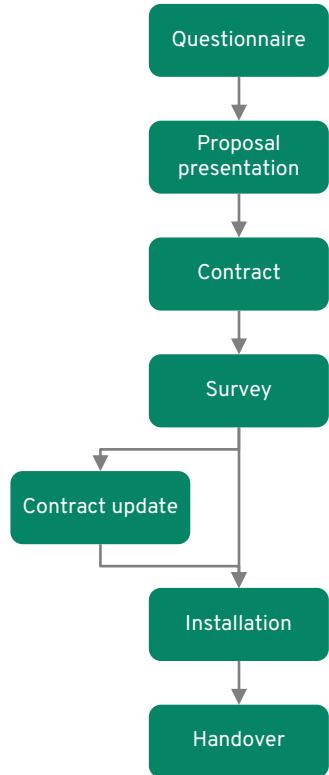 Questionnaire
Proposal
presentation
Contract
Survey
Contract update
Installation
Handover